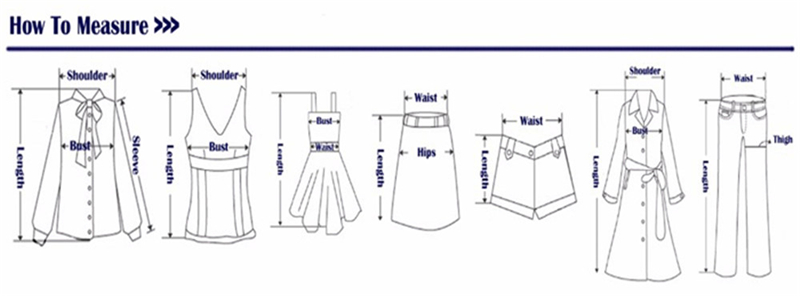 How To Measure >>>
Shoulder
Bust
Sleeve
Length
Shoulder
Bust
Length
Bust
Waist
Length
Waist
Hips
Length
Waist
Length
Shoulder
Bust
Length
Waist
Thigh
Length